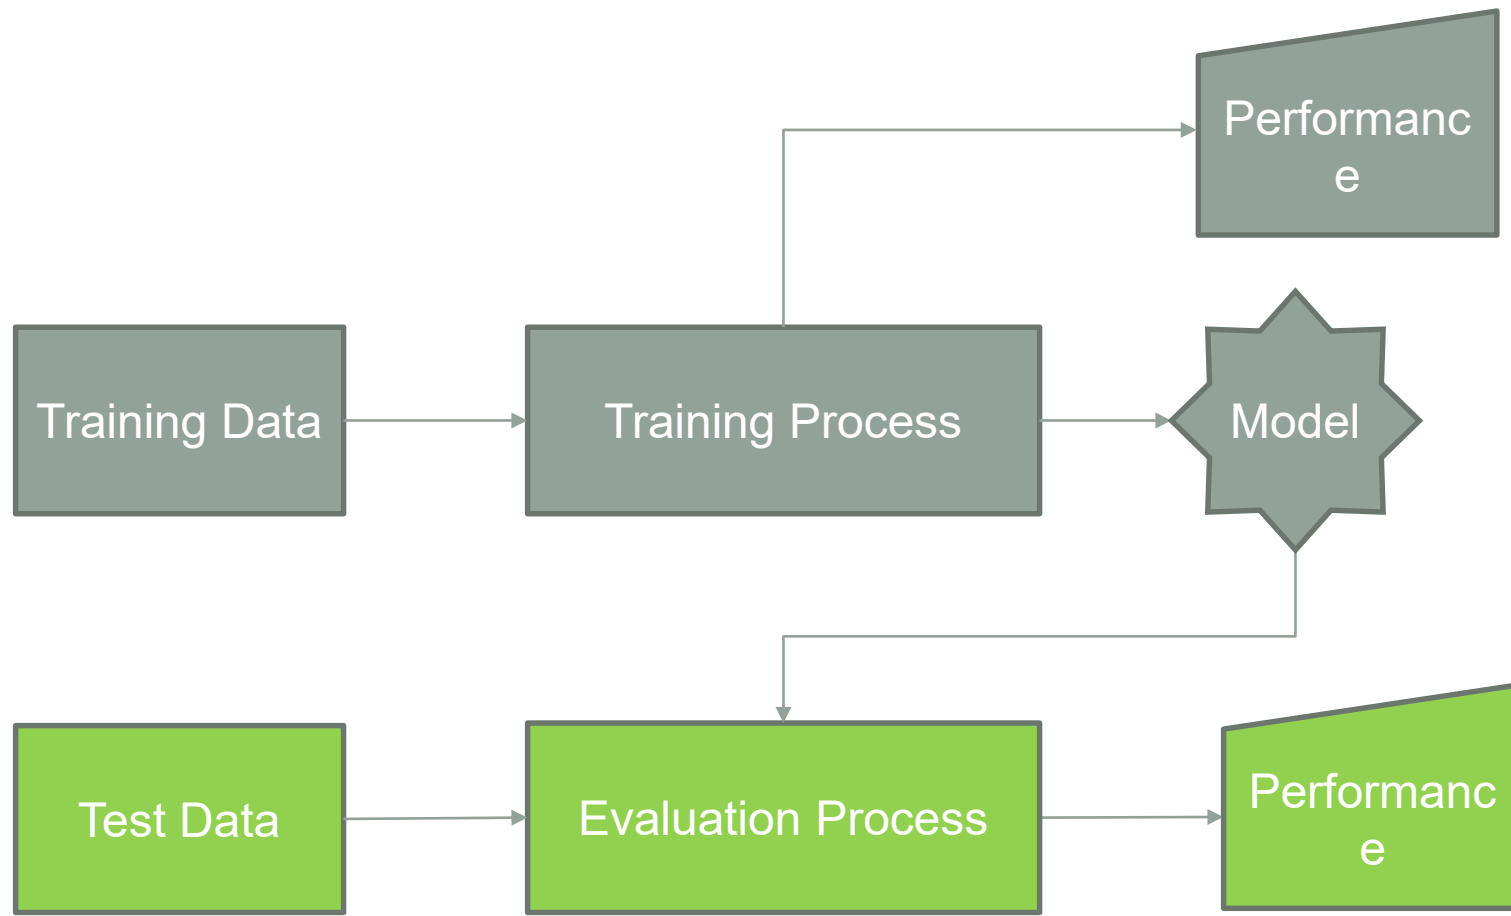 Performanc
e
Training Data
Training Process
Model
Test Data
Evaluation Process
Performanc
e